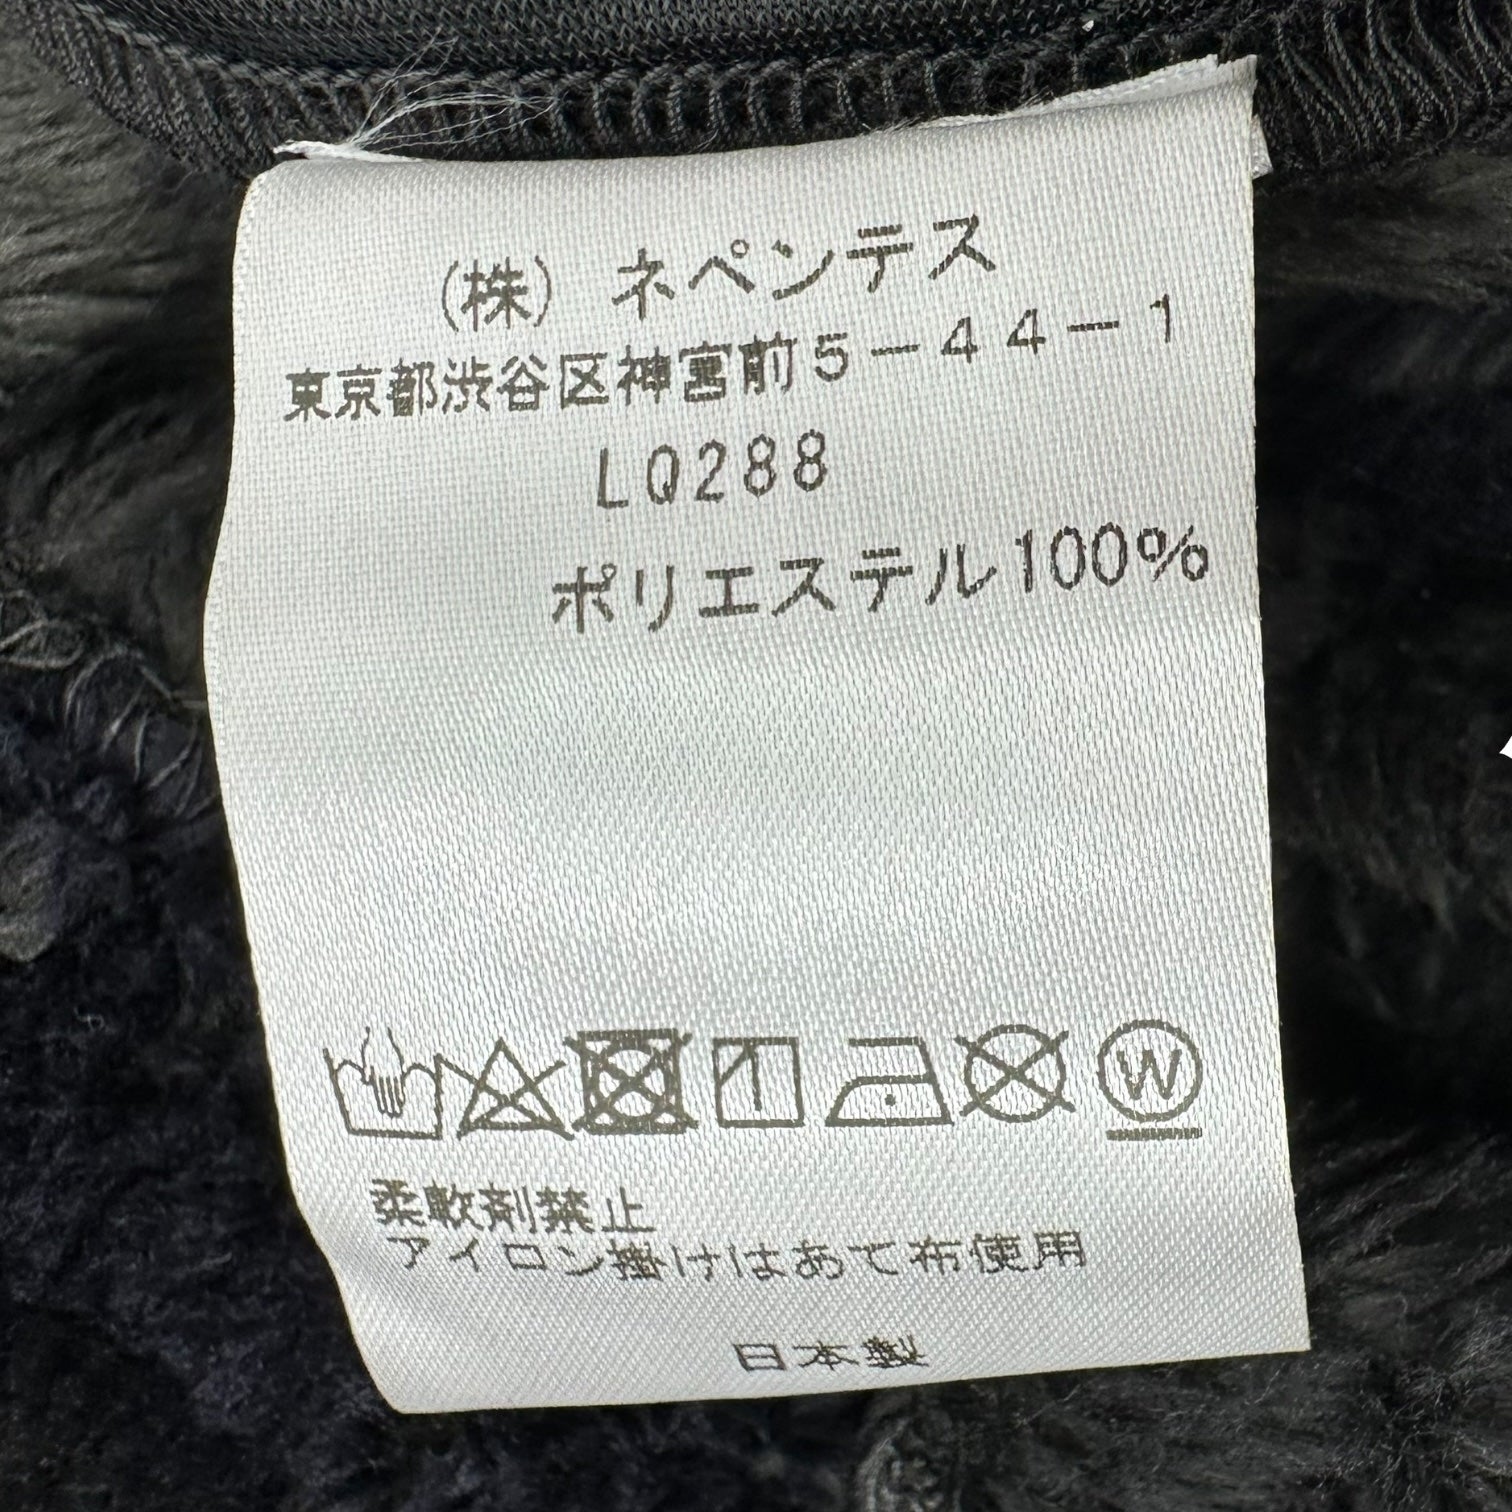 (株) ネペンテス
東京都渋谷区神宮前5-44-1
LQ288
ポリエステル100%
W
柔軟剤禁止
アイロン掛けはあて布使用
日本製